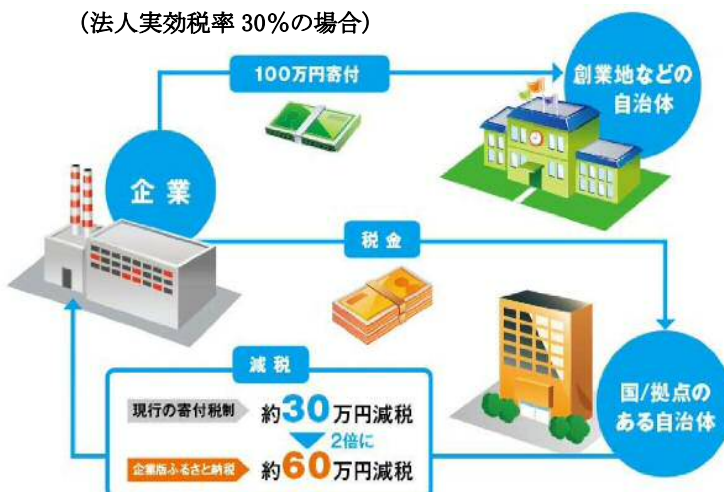 (法人実効税率 30%の場合)
100万円寄付
創業地などの
自治体
企業
税金
減税
現行の寄付税制
約30万円減税
2倍に
企業版ふるさと納税
約60万円減税
国/拠点の
ある自治体